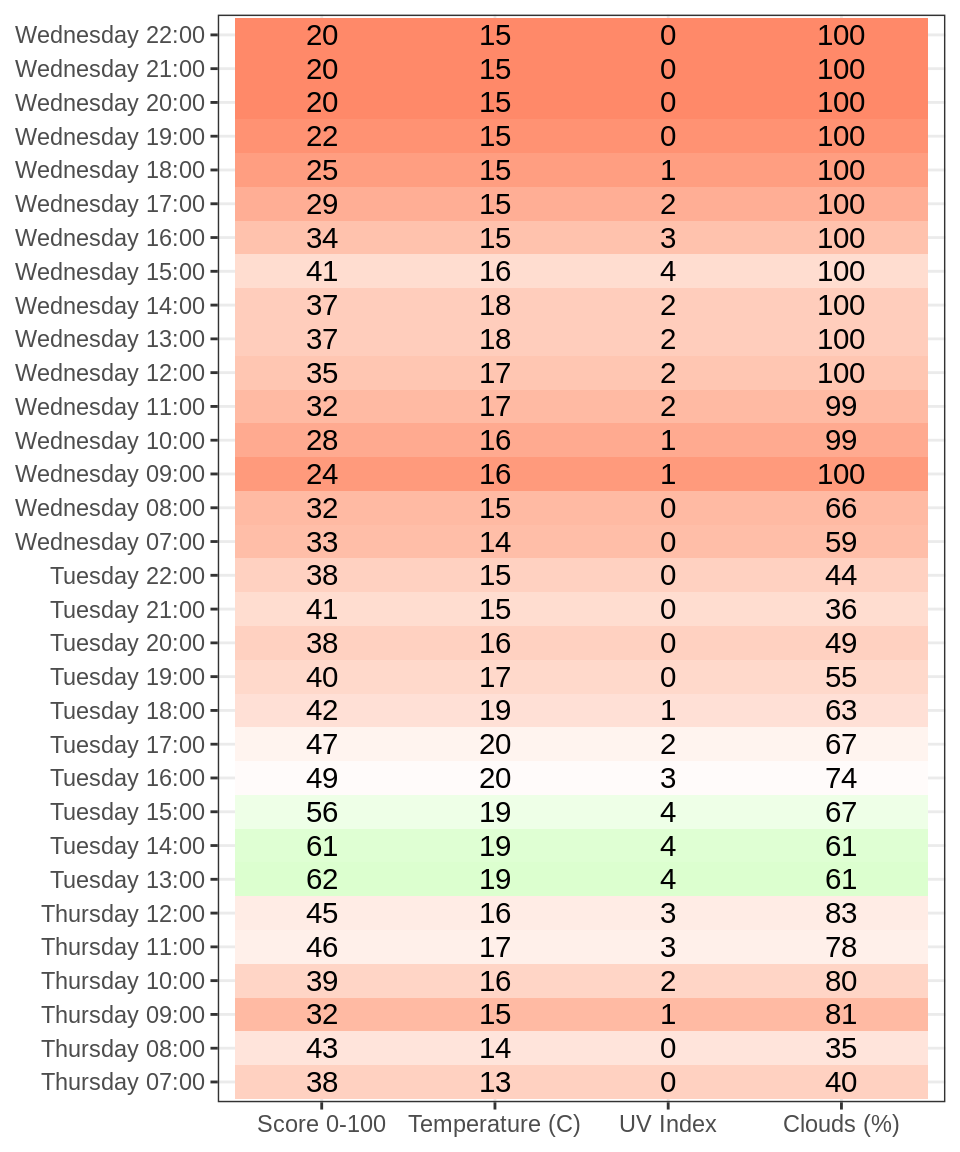 Wednesday 22:00 20 15 0 100
Wednesday 21:00 20 15 0 100
Wednesday 20:00 20 15 0 100
Wednesday 19:00 22 15 0 100
Wednesday 18:00 25 15 1 100
Wednesday 17:00 29 15 2 100
Wednesday 16:00 34 15 3 100
Wednesday 15:00 41 16 4 100
Wednesday 14:00 37 18 2 100
Wednesday 13:00 37 18 2 100
Wednesday 12:00 35 17 2 100
Wednesday 11:00 32 17 2 99
Wednesday 10:00 28 16 1 99
Wednesday 09:00 24 16 1 100
Wednesday 08:00 32 15 0 66
Wednesday 07:00 33 14 0 59
Tuesday 22:00 38 15 0 44
Tuesday 21:00 41 15 0 36
Tuesday 20:00 38 16 0 49
Tuesday 19:00 40 17 0 55
Tuesday 18:00 42 19 1 63
Tuesday 17:00 47 20 2 67
Tuesday 16:00 49 20 3 74
Tuesday 15:00 56 19 4 67
Tuesday 14:00 61 19 4 61
Tuesday 13:00 62 19 4 61
Thursday 12:00 45 16 3 83
Thursday 11:00 46 17 3 78
Thursday 10:00 39 16 2 80
Thursday 09:00 32 15 1 81
Thursday 08:00 43 14 0 35
Thursday 07:00 38 13 0 40
Score 0-100 Temperature (C) UV Index Clouds (%)